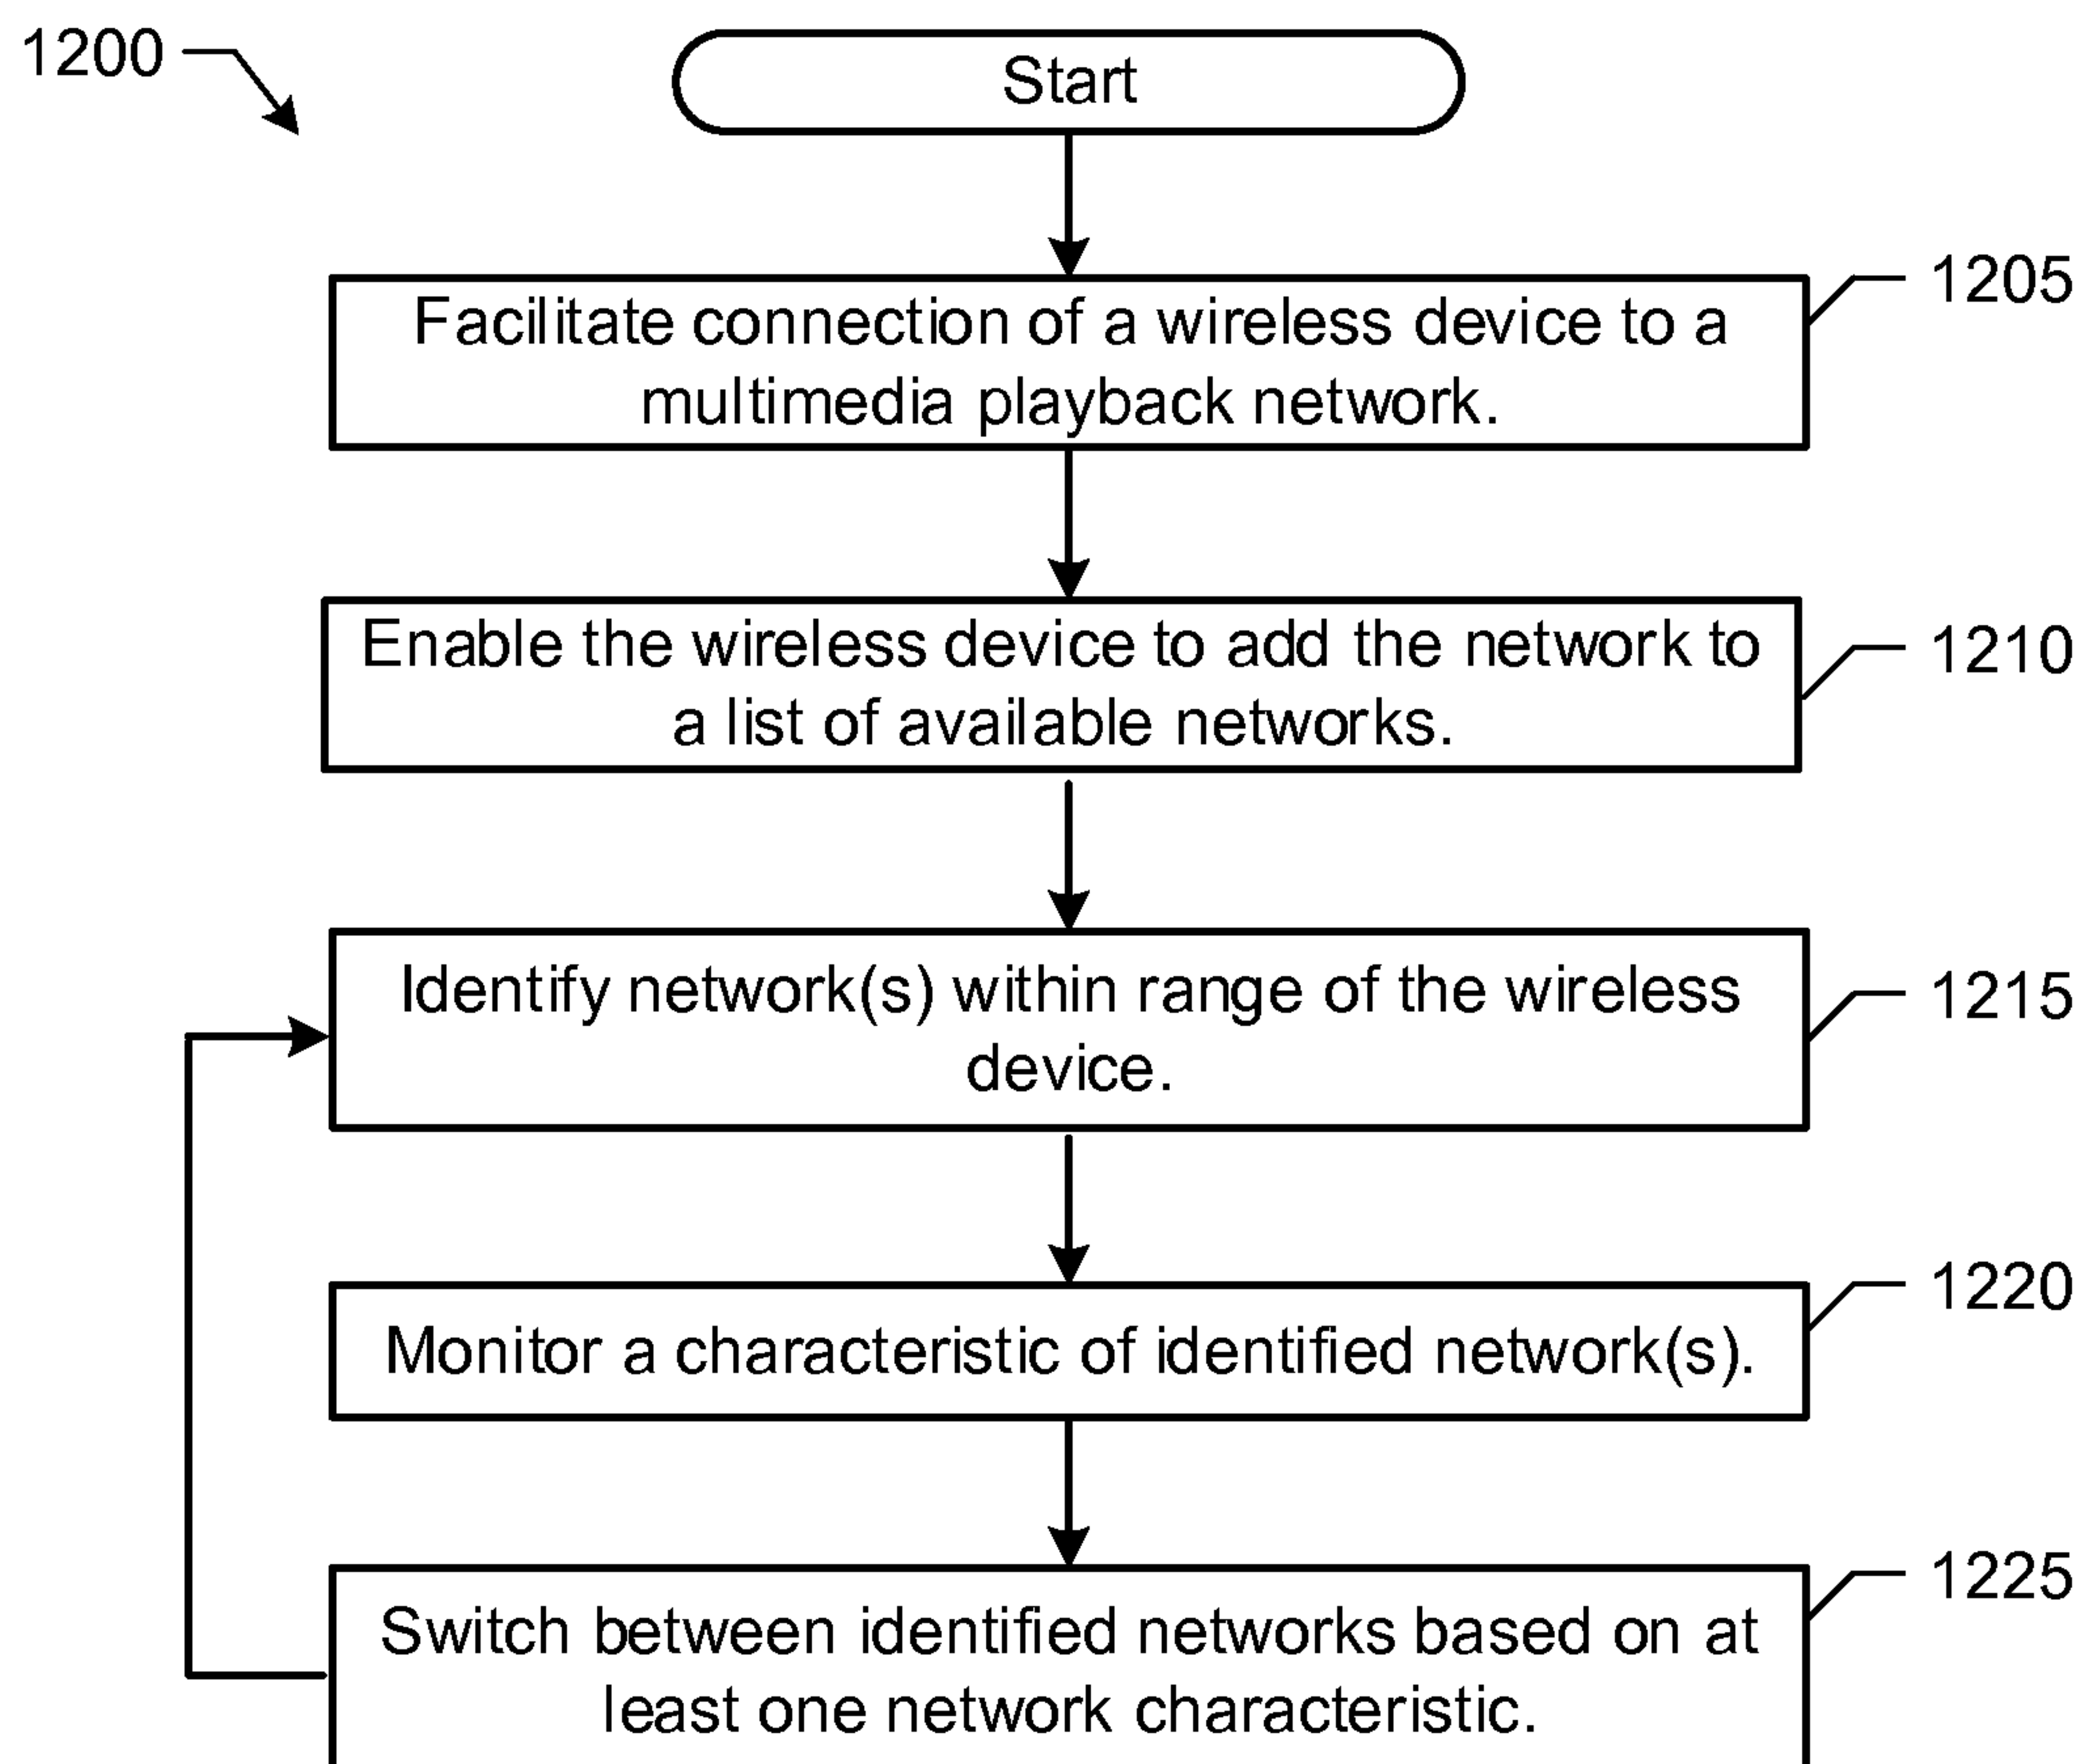 1200
Start
1205
Facilitate connection of a wireless device to a
multimedia playback network.
1210
Enable the wireless device to add the network to
a list of available networks.
1215
Identify network(s) within range of the wireless
device.
1220
Monitor a characteristic of identified network(s).
1225
Switch between identified networks based on at
least one network characteristic.